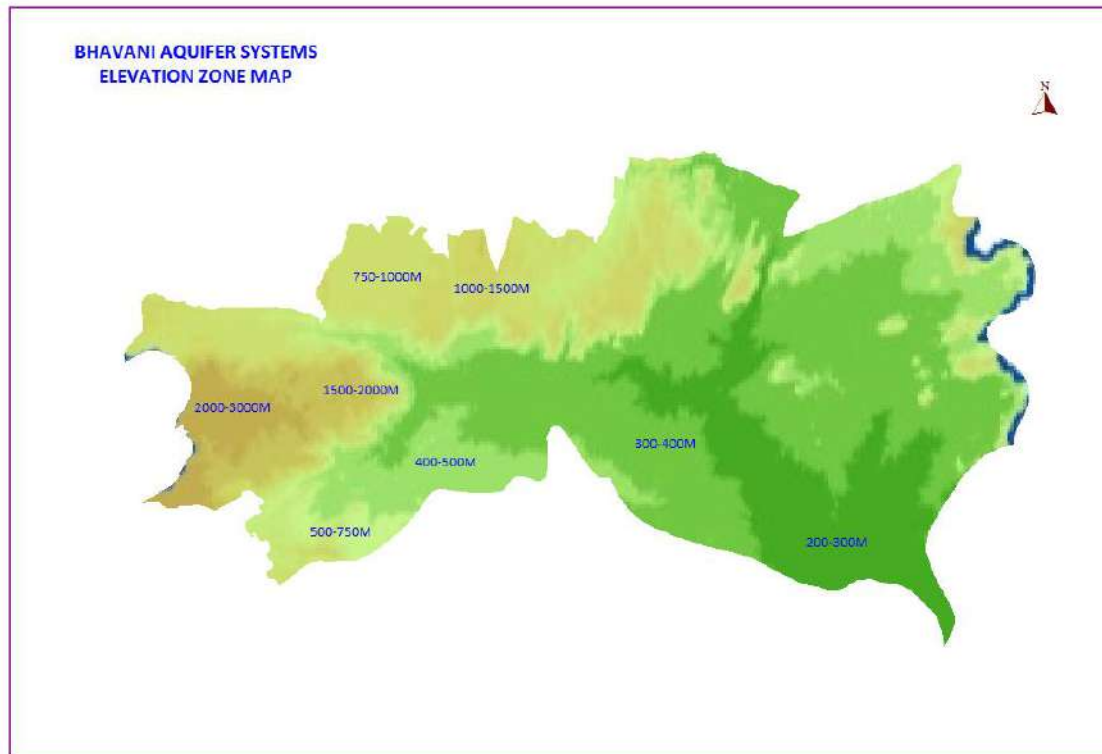 BHAVANI AQUIFER SYSTEMS
ELEVATION ZONE MAP
N
750-1000M
1000-1500M
1500-2000M
2000-3000M
300-400M
400-500M
500-750M
200-300M